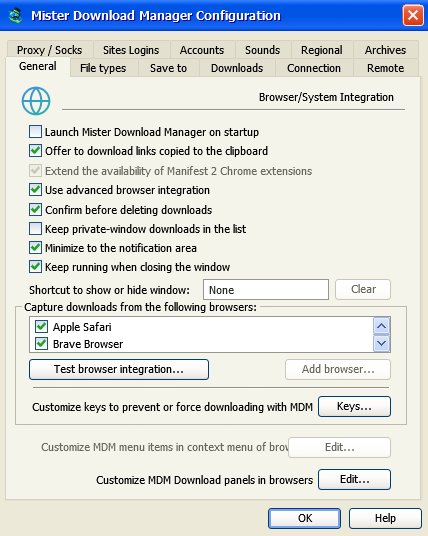 Mister Download Manager Configuration
Proxy / Socks Sites Logins Accounts Sounds Regional Archives
General File types Save to Downloads Connection Remote
Browser/System Integration
Launch Mister Download Manager on startup
Offer to download links copied to the clipboard
Extend the availability of Manifest 2 Chrome extensions
Use advanced browser integration
Confirm before deleting downloads
Keep private-window downloads in the list
Minimize to the notification area
Keep running when closing the window
Shortcut to show or hide window: None Clear
Capture downloads from the following browsers:
Apple Safari
Brave Browser
Test browser integration... Add browser...
Customize keys to prevent or force downloading with MDM Keys...
Customize MDM menu items in context menu of brow Edit...
Customize MDM Download panels in browsers Edit...
OK Help